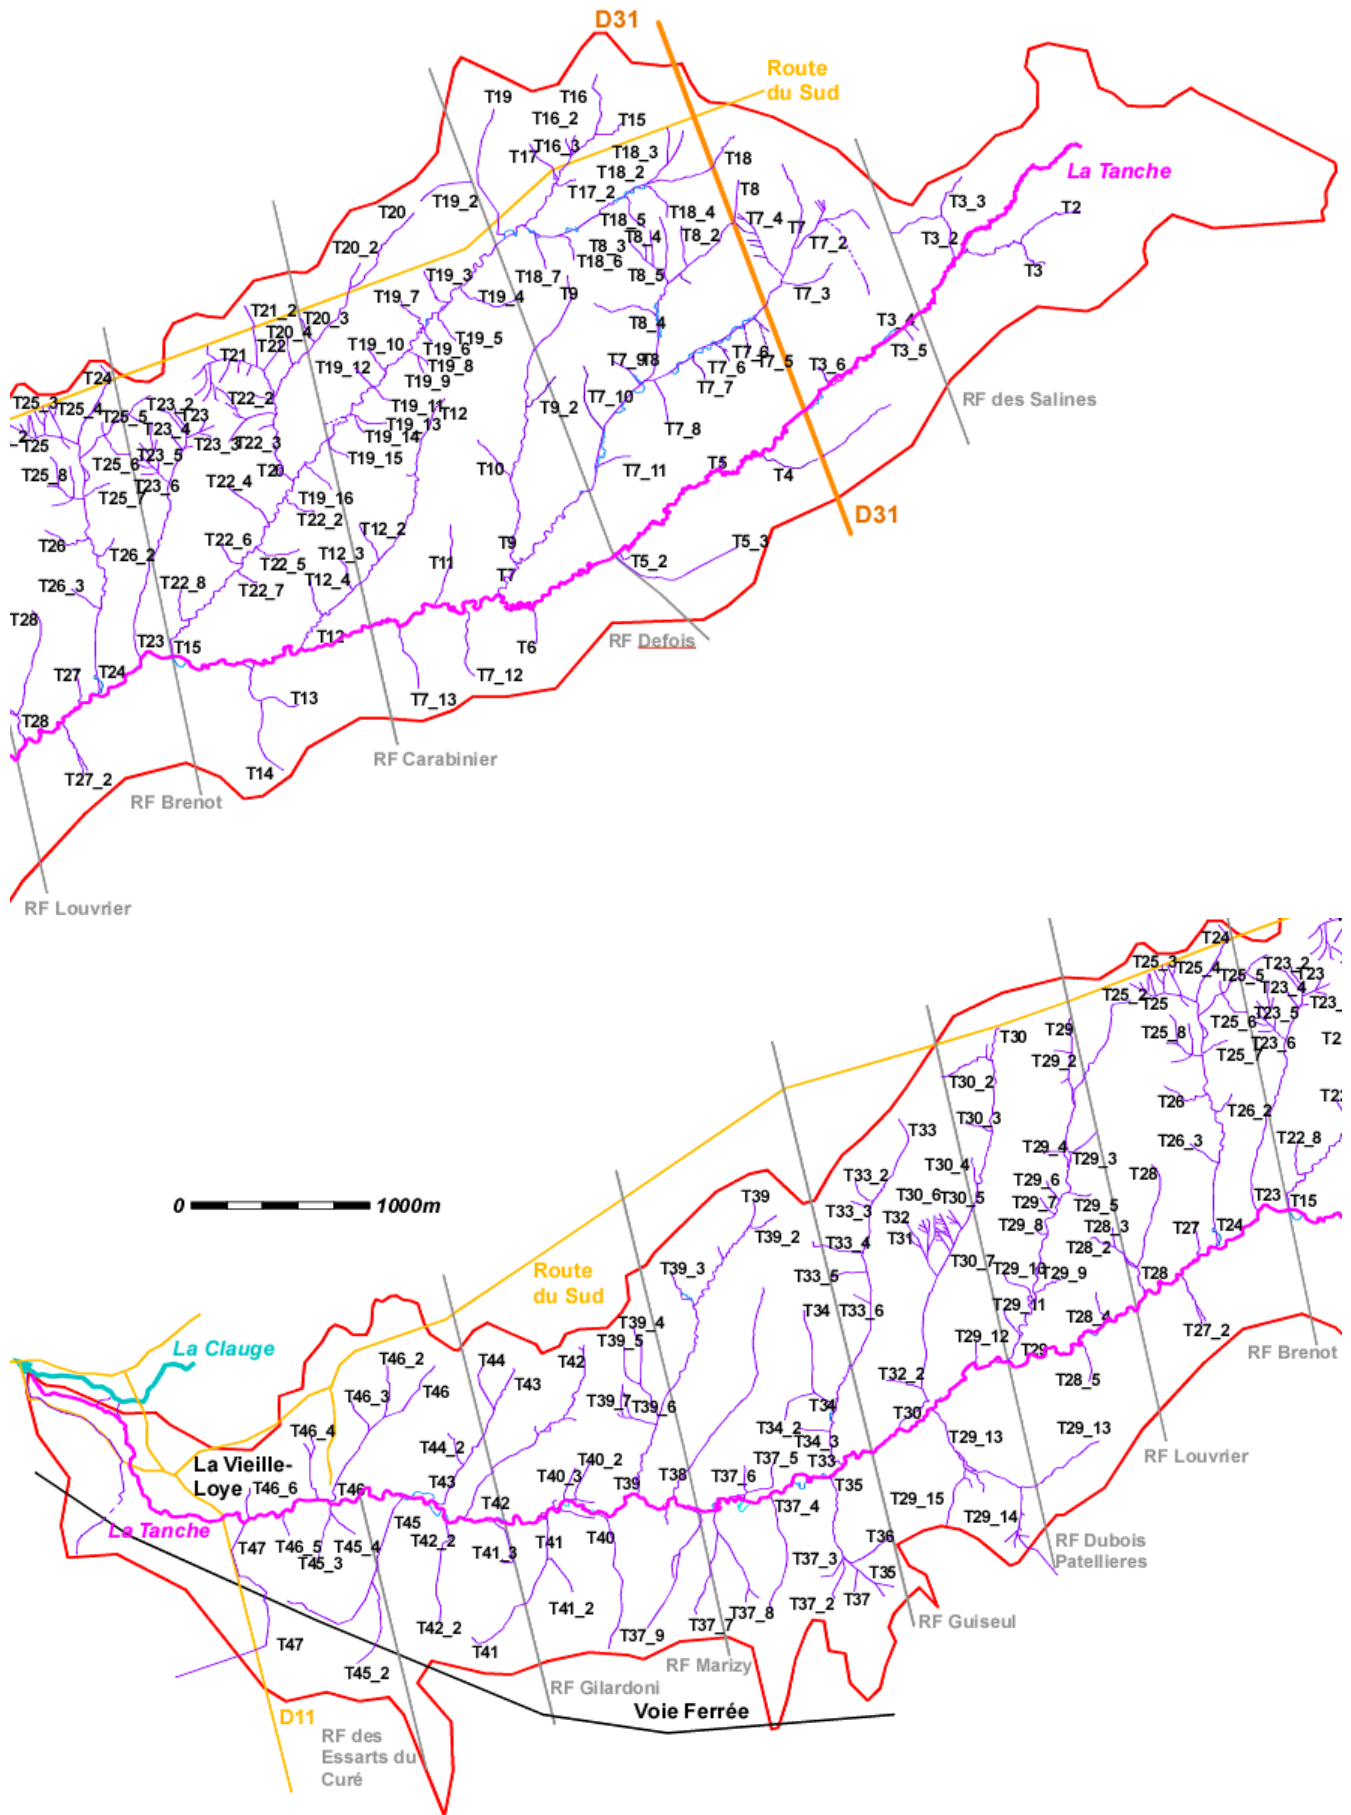 D31
Route
du Sud
T19
T16
T16_2
T15
T16_3
T17
T18_3
T18
T18_2
La Tanche
T19_2
T17_2
T8
T3_3
T20
T18_5
T18_4
T7_4
T7
T2
T20_2
T8_3
T8_4
T8_2
T7_2
T3_2
T18_6
T19_3
T18_7
T8_5
T3
T19_7
T19_4
T9
T7_3
T21_2
T20_3
T20_4
T8_4
T3_4
T22
T19_10
T19_5
T19_6
T3_5
T21
T19_12
T19_8
T7_9
T8
T7_6
T7_5
T3_6
T24
T19_9
T7_6
T7_7
T25_3
T25_4
T23_2
T22_2
T19_11
T12
T9_2
T7_10
RF des Salines
_2
T25
T25_5
T23
T23_4
T19_13
T7_8
T23_3
T22_3
T19_14
T25_6
T23_5
T19_15
T5
T25_8
T20
T10
T7_11
T4
T25_7
T23_6
T22_4
T19_16
D31
T22_2
T12_2
T26
T26_2
T22_6
T12_3
T9
T5_3
T22_5
T11
T5_2
T26_3
T22_8
T22_7
T12_4
T7
T28
T23
T15
T12
T6
RF Defois
T27
T24
T7_12
T13
T7_13
T28
T27_2
T14
RF Carabinier
RF Brenot
RF Louvrier
T24
T25_3
T25_4
T23_2
T25_5
T23
T25_2
T25
T23_4
T23_
T30
T29
T25_8
T25_6
T23_5
T2
T29_2
T25_7
T23_6
T30_2
T26
T26_2
T22
T33
T30_3
T29_4
T29_3
T26_3
T22_8
T33_2
T30_4
T28
T29_6
0
1000m
T39
T30_6
T30_5
T29_7
T29_5
T23
T15
T33_3
T32
T29_8
T28_3
T27
T24
T39_2
T33_4
T31
T28_2
Route
du Sud
T39_3
T33_5
T30_7
T29_10
T29_9
T28
T34
T33_6
T29_11
T28_4
T39_4
T29_12
T27_2
La Clauge
T39_5
T29
RF Brenot
T46_2
T44
T42
T32_2
T28_5
T46_3
T46
T43
T39_7
T39_6
T34
T30
T46_4
T34_2
T29_13
T29_13
T44_2
T34_3
RF Louvrier
La Vieille-
Loye
T40_2
T37_5
T33
T46_6
T46
T43
T40_3
T39
T38
T37_6
T35
T42
T37_4
T29_15
La Tanche
T45
T29_14
T47
T46_5
T45_4
T42_2
T41
T40
T36
RF Dubois
Patellieres
T45_3
T41_3
T37_3
T35
T41_2
T37_8
T37_2
T37
RF Guiseul
T42_2
T37_9
T37_7
T47
T41
T45_2
RF Marizy
RF Gilardoni
Voie Ferrée
D11
RF des
Essarts du
Curé